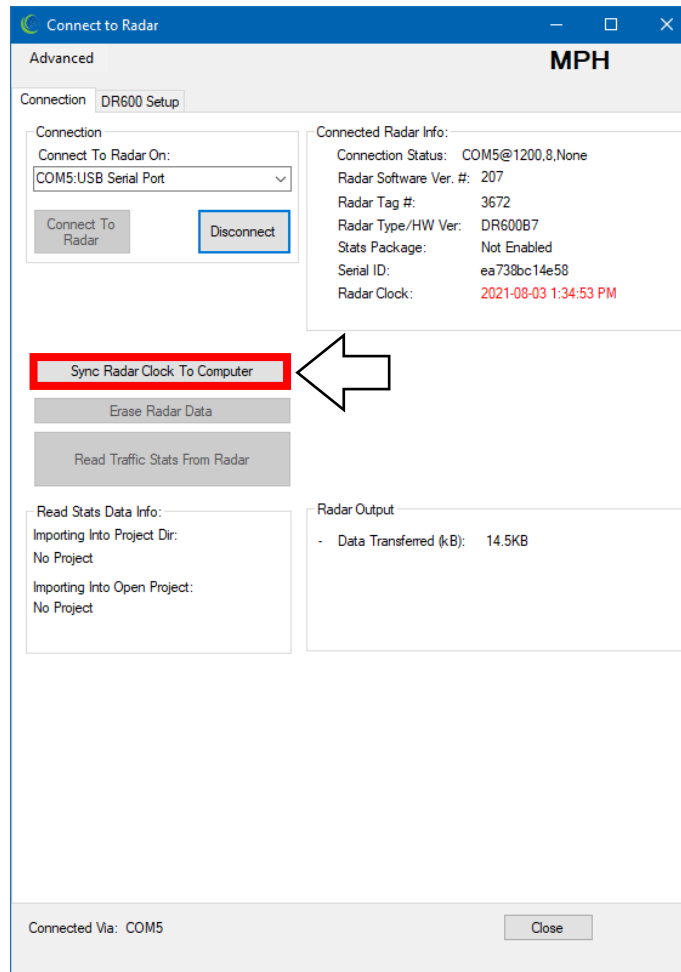 Connect to Radar
Advanced
MPH
Connection
DR600 Setup
Connection
Connect To Radar On:
COM5:USB Serial Port
Connect To
Radar
Disconnect
Connected Radar Info:
Connection Status: COM5@1200,8,None
Radar Software Ver. #: 207
Radar Tag #: 3672
Radar Type/HW Ver: DR600B7
Stats Package: Not Enabled
Serial ID: ea738bc14e58
Radar Clock: 2021-08-03 1:34:53 PM
Sync Radar Clock To Computer
Erase Radar Data
Read Traffic Stats From Radar
Read Stats Data Info:
Importing Into Project Dir:
No Project
Importing Into Open Project:
No Project
Radar Output
- Data Transferred (kB): 14.5KB
Connected Via: COM5
Close